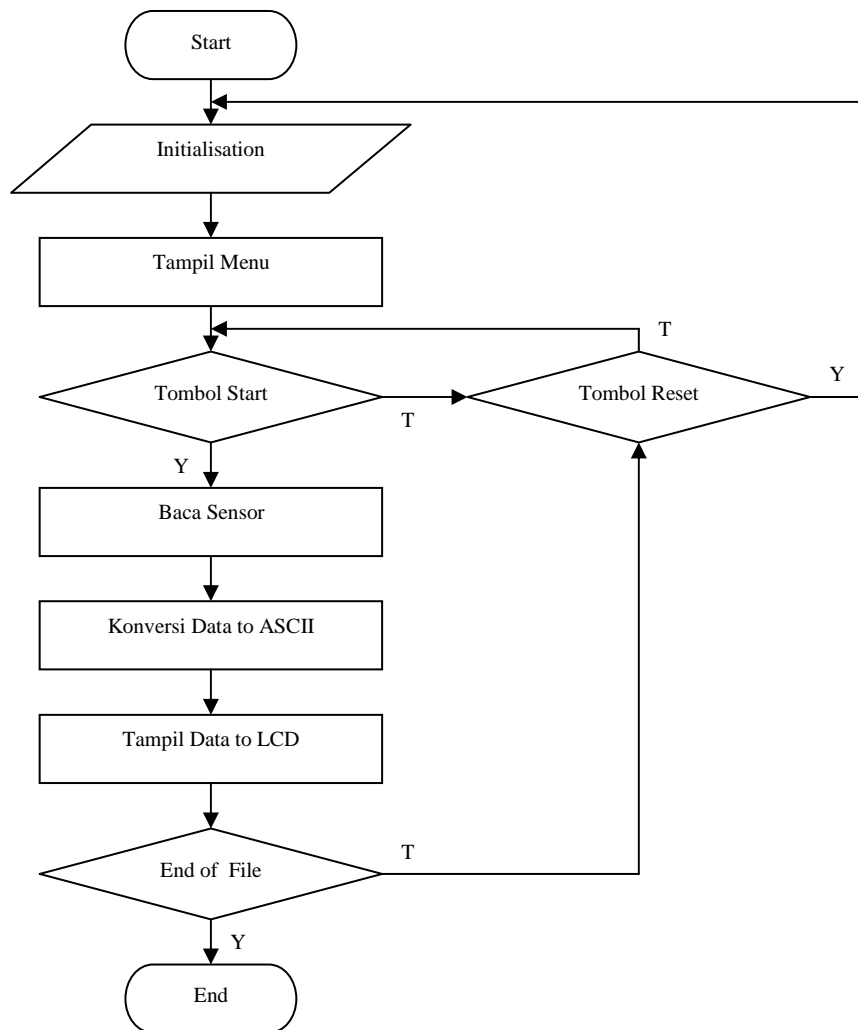 Start
Initialisation
Tampil Menu
T
Tombol Start
Tombol Reset
Y
T
Y
Baca Sensor
Konversi Data to ASCII
Tampil Data to LCD
End of  File
T
Y
End